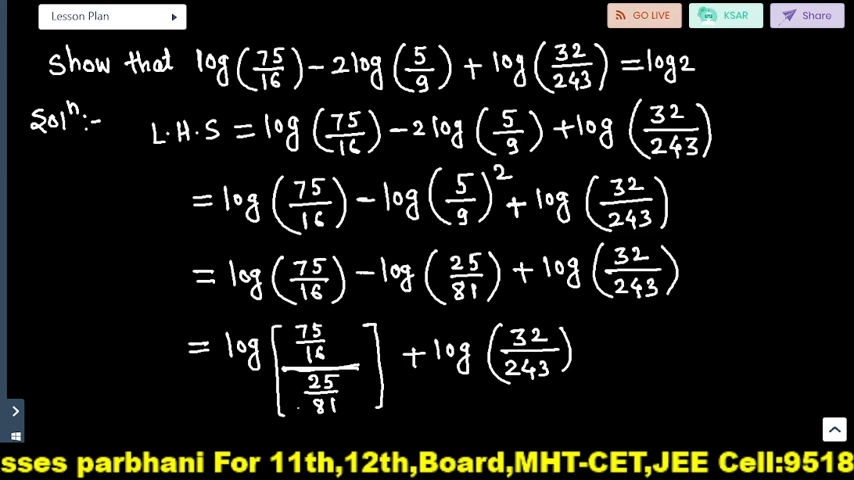 Lesson Plan
GO LIVE
KSAR
Share
Show that log(75/16) - 2log(5/9) + log(32/243) = log2
Solⁿ:-
L.H.S = log(75/16) - 2log(5/9) + log(32/243)
= log(75/16) - log(5/9)² + log(32/243)
= log(75/16) - log(25/81) + log(32/243)
= log[(75/16)/(25/81)] + log(32/243)
sses parbhani For 11th,12th,Board,MHT-CET,JEE Cell:9518